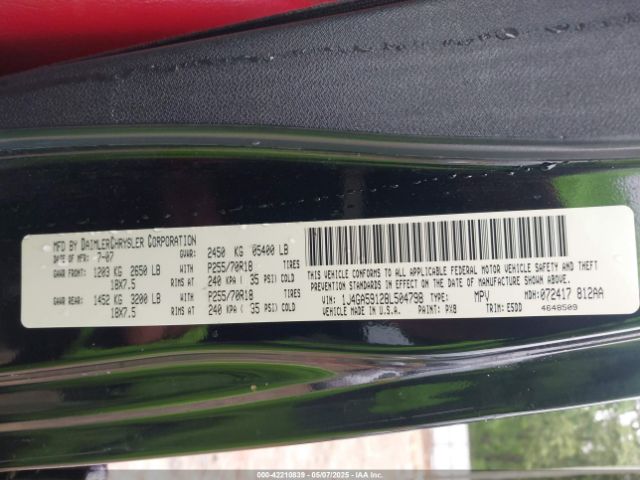 MFD BY DAIMLERCHRYSLER CORPORATION
DATE OF MFR: 7-07 GVWR: 2450 KG 05400 LB
GAWR FRONT: 1203 KG 2650 LB WITH P255/70R18 TIRES
18X7.5 RIMS AT 240 KPA ( 35 PSI) COLD
GAWR REAR: 1452 KG 3200 LB WITH P255/70R18 TIRES
18X7.5 RIMS AT 240 KPA ( 35 PSI) COLD
THIS VEHICLE CONFORMS TO ALL APPLICABLE FEDERAL MOTOR VEHICLE SAFETY AND THEFT
PREVENTION STANDARDS IN EFFECT ON THE DATE OF MANUFACTURE SHOWN ABOVE.
VIN: 1J4GA59128L504798 TYPE: MPV MDH: 072417 812AA
VEHICLE MADE IN U.S.A. PAINT: PX8 TRIM: E5DD 4648509
000-42210839 - 05/07/2025 - IAAI.COM